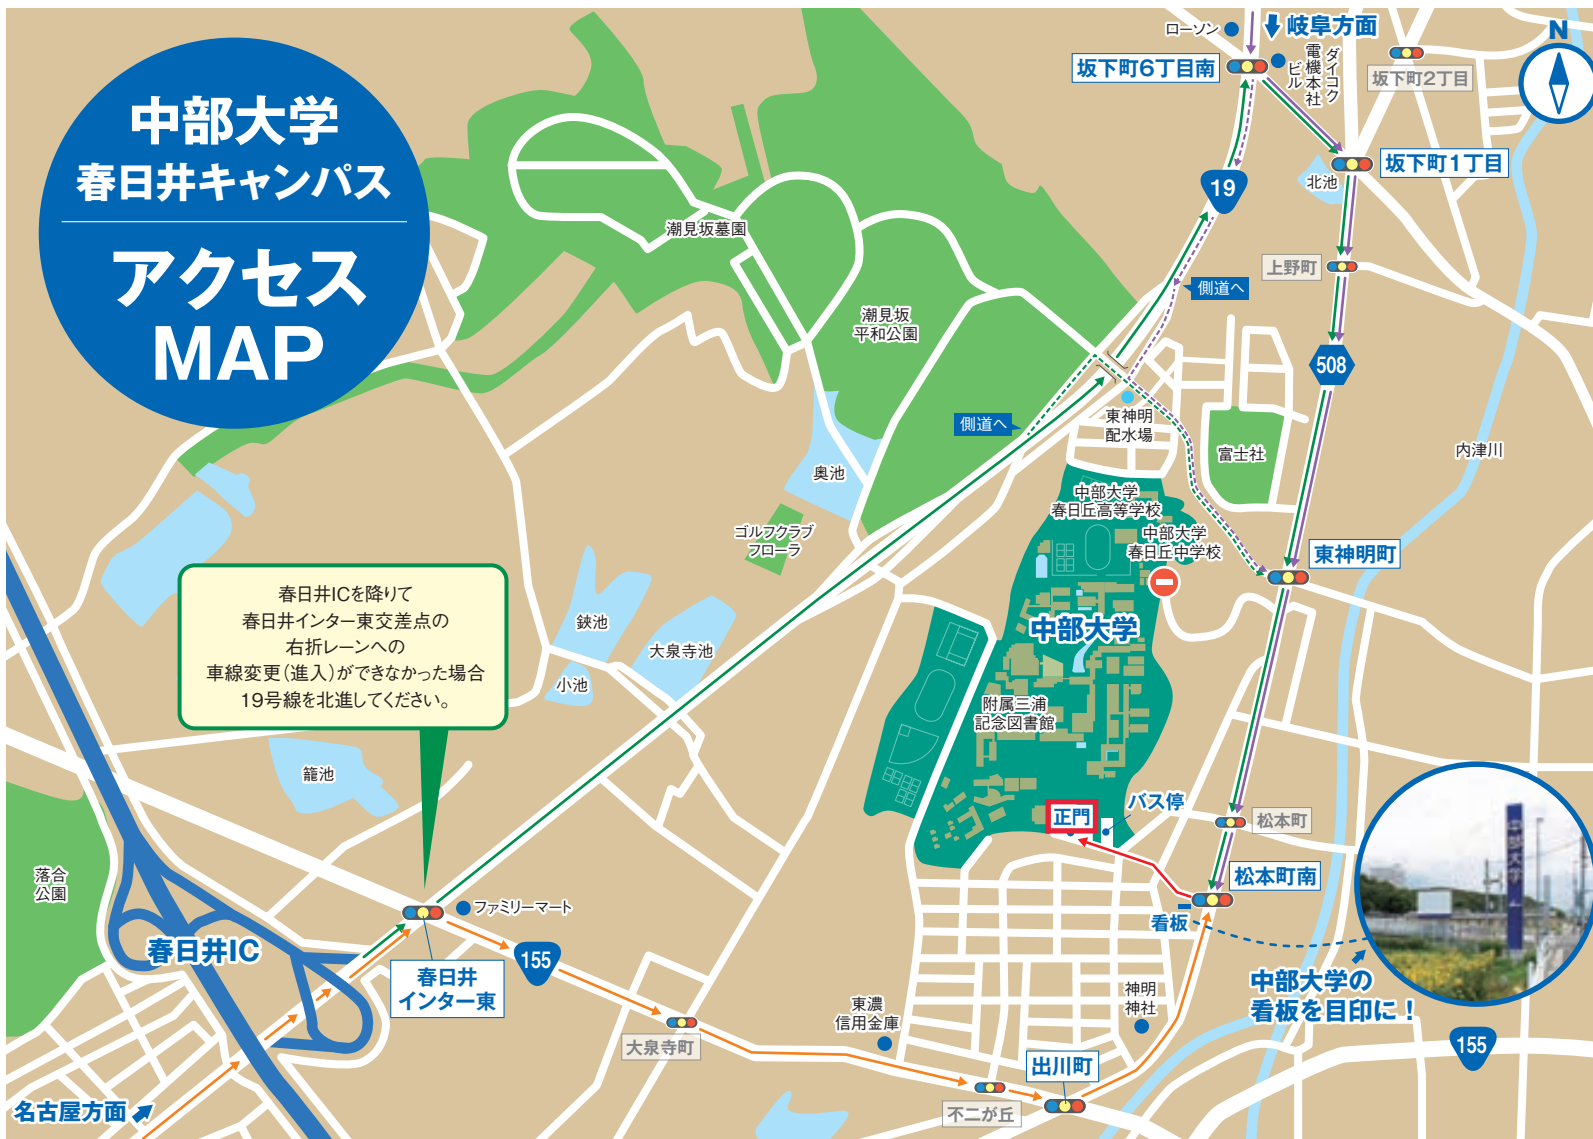 中部大学
春日井キャンパス
アクセス
MAP
ローソン
岐阜方面
坂下町6丁目南
ダイコク
電機本社
ビル
坂下町2丁目
N
坂下町1丁目
北池
19
潮見坂墓園
上野町
側道へ
潮見坂
平和公園
508
側道へ
東神明
配水場
富士社
内津川
奥池
中部大学
春日丘高等学校
ゴルフクラブ
フローラ
中部大学
春日丘中学校
東神明町
春日井ICを降りて
春日井インター東交差点の
右折レーンへの
車線変更(進入)ができなかった場合
19号線を北進してください。
鋏池
大泉寺池
小池
中部大学
附属三浦
記念図書館
籠池
正門
バス停
松本町
中部大学
落合
公園
ファミリーマート
松本町南
看板
春日井IC
春日井
インター東
155
中部大学の
看板を目印に!
神明
神社
東濃
信用金庫
大泉寺町
155
出川町
不二が丘
名古屋方面